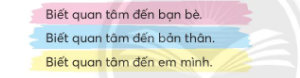 Biết quan tâm đến bạn bè.
Biết quan tâm đến bản thân.
Biết quan tâm đến em mình.